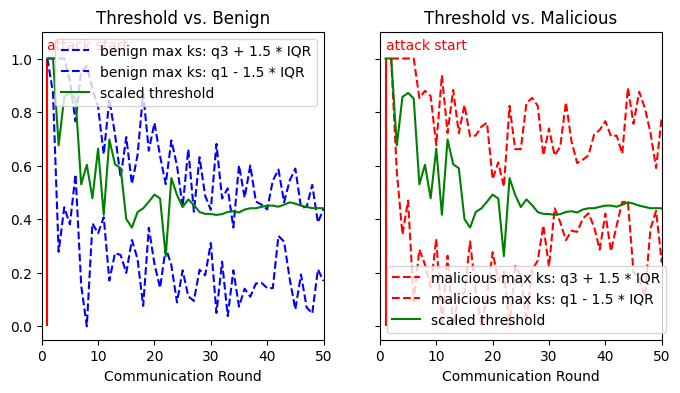 Threshold vs. Benign
attack start
benign max ks: q3 + 1.5 * IQR
benign max ks: q1 - 1.5 * IQR
scaled threshold
1.0
0.8
0.6
0.4
0.2
0.0
0
10
20
30
40
50
Communication Round
Threshold vs. Malicious
attack start
malicious max ks: q3 + 1.5 * IQR
malicious max ks: q1 - 1.5 * IQR
scaled threshold
0
10
20
30
40
50
Communication Round